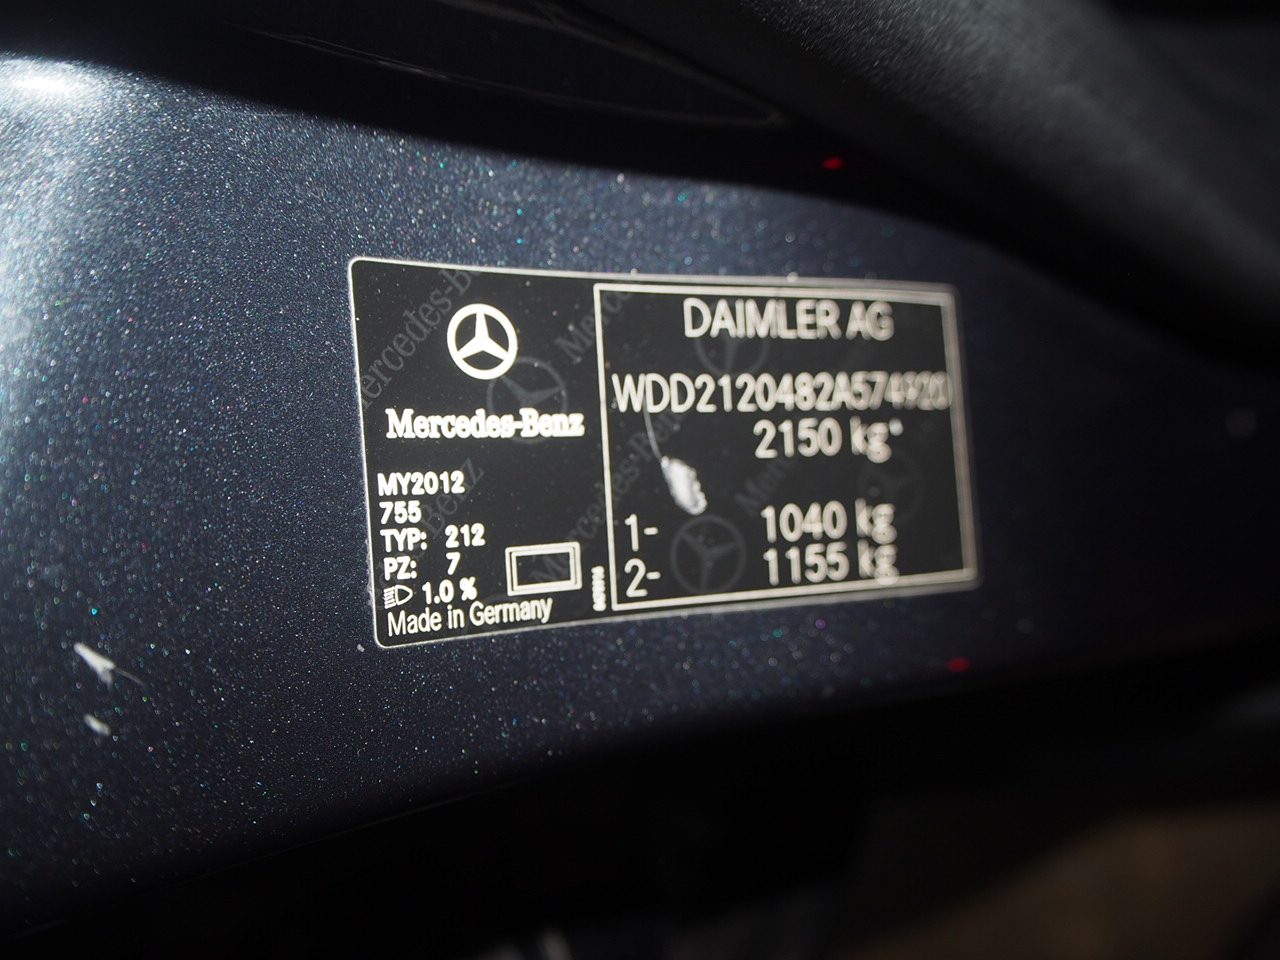 Mercedes-Benz
MY2012
755
TYP: 212
PZ: 7
1.0 %
Made in Germany
DAIMLER AG
2150 kg*
1- 1040 kg
2- 1155 kg